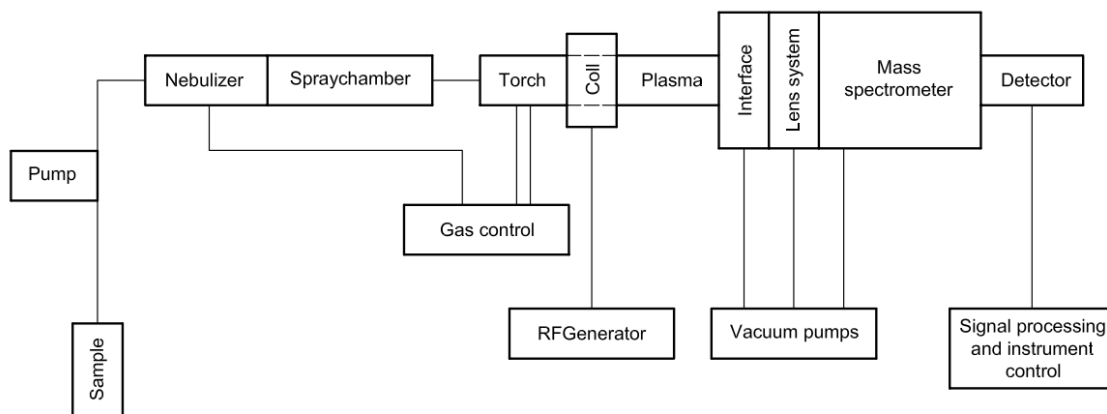 Nebulizer
Spraychamber
Torch
Coll
Plasma
Interface
Lens system
Mass
spectrometer
Detector
Pump
Gas control
Sample
RFGenerator
Vacuum pumps
Signal processing
and instrument
control